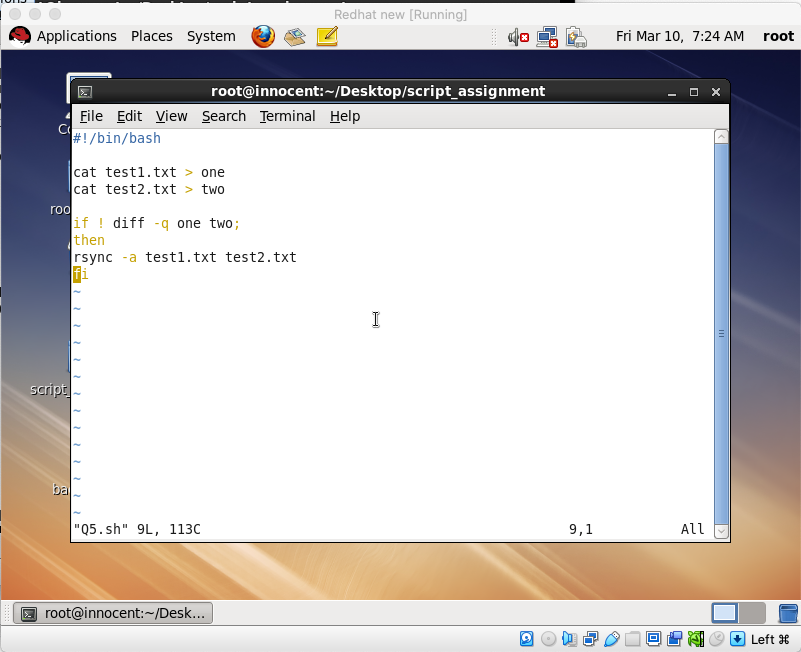 Redhat new [Running]
Applications Places System Fri Mar 10, 7:24 AM root
root@innocent:~/Desktop/script_assignment
File Edit View Search Terminal Help
#!/bin/bash
cat test1.txt > one
cat test2.txt > two
if ! diff -q one two;
then
rsync -a test1.txt test2.txt
fi
~
~
~
~
~
~
~
~
~
~
~
~
~
~
"Q5.sh" 9L, 113C 9,1 All
Co
roo
script_
ba
root@innocent:~/Desk...
Left ⌘